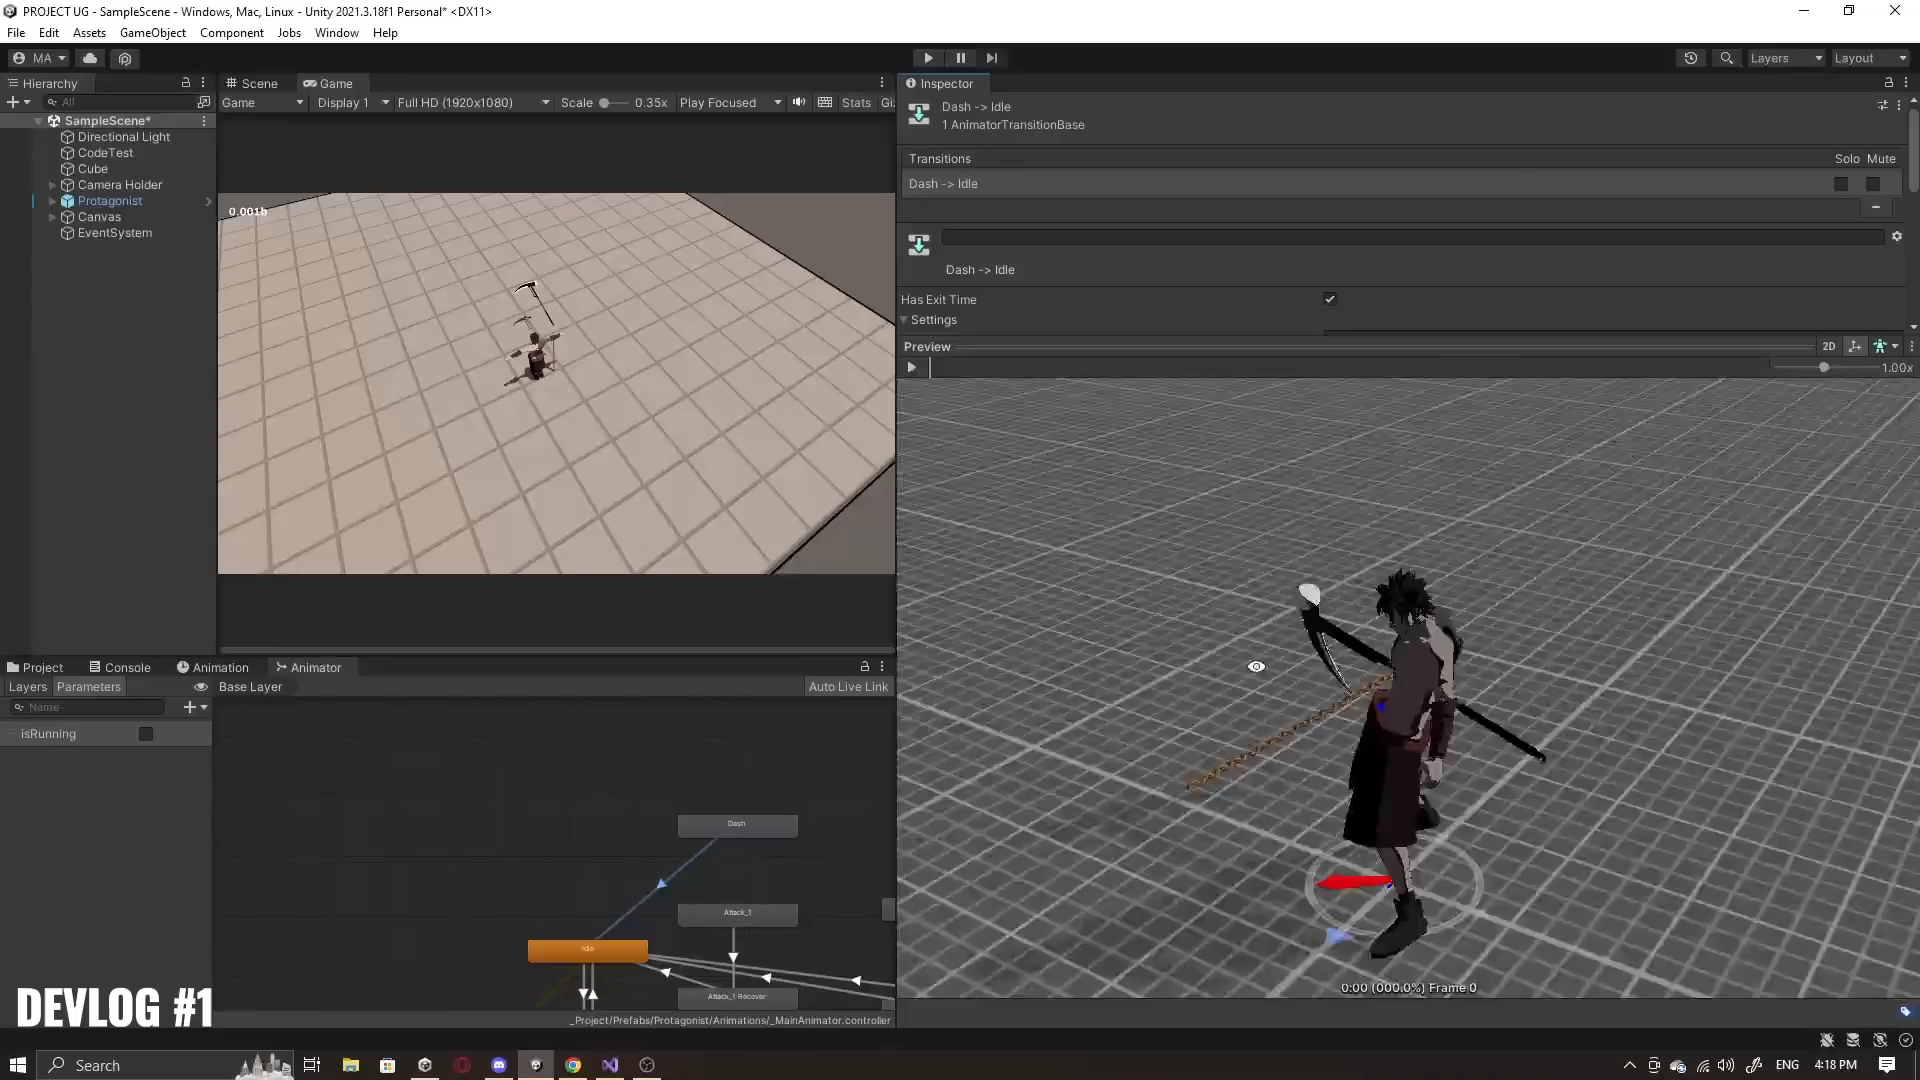 PROJECT UG - SampleScene - Windows, Mac, Linux - Unity 2021.3.18f1 Personal* <DX11>
File Edit Assets GameObject Component Jobs Window Help
MA
Layers Layout
Hierarchy
All
SampleScene*
Directional Light
CodeTest
Cube
Camera Holder
Protagonist
Canvas
EventSystem
Scene Game
Game Display 1 Full HD (1920x1080) Scale 0.35x Play Focused Stats Gi
0.001b
Inspector
Dash -> Idle
1 AnimatorTransitionBase
Transitions Solo Mute
Dash -> Idle
Dash -> Idle
Has Exit Time
Settings
Preview 2D
1.00x
0:00 (000.0%) Frame 0
Project Console Animation Animator
Layers Parameters Base Layer Auto Live Link
Name
isRunning
Dash
Attack_1
Idle
Attack_1 Recover
_Project/Prefabs/Protagonist/Animations/_MainAnimator.controller
DEVLOG #1
Search
ENG 4:18 PM